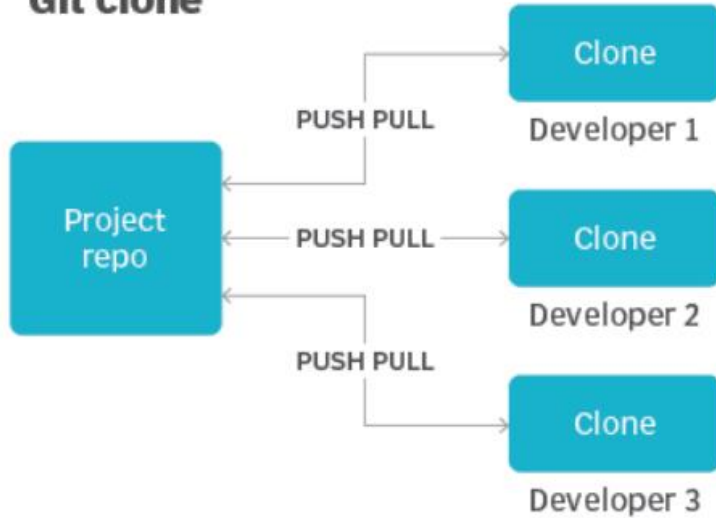 Git clone
Clone
PUSH PULL
Developer 1
Project
repo
PUSH PULL
Clone
Developer 2
PUSH PULL
Clone
Developer 3